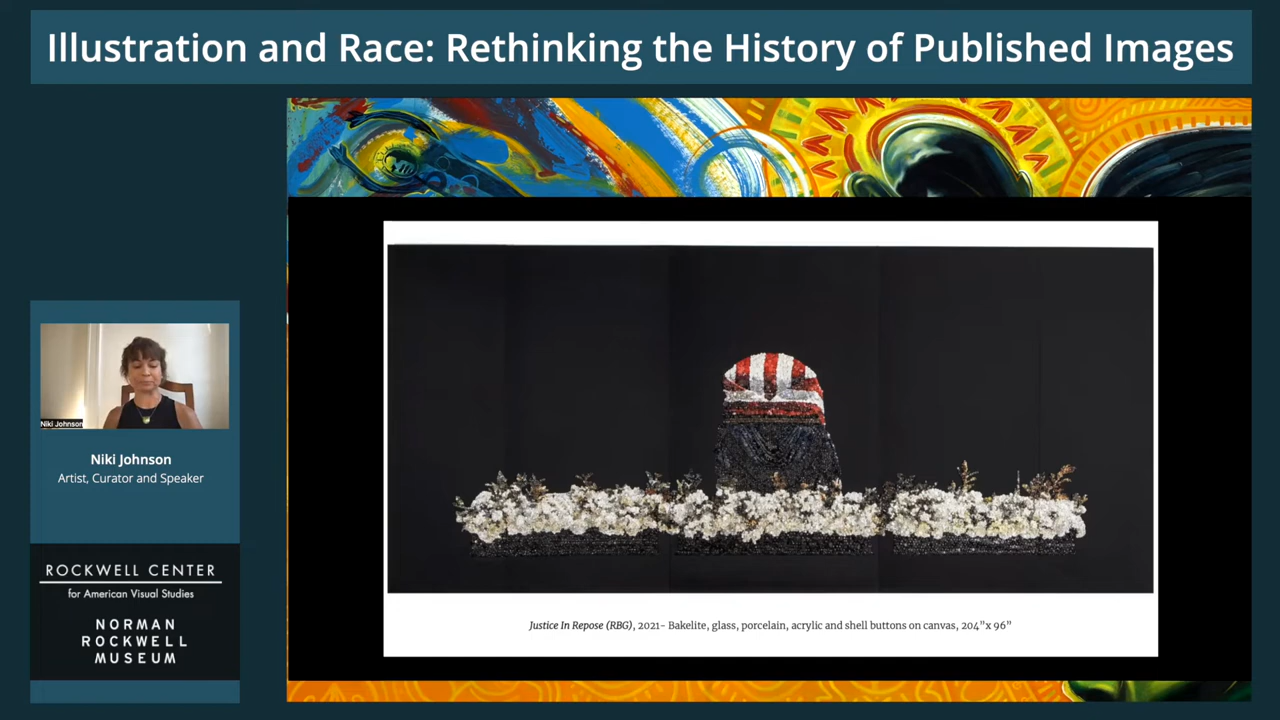 Illustration and Race: Rethinking the History of Published Images
Niki Johnson
Niki Johnson
Artist, Curator and Speaker
ROCKWELL CENTER
for American Visual Studies
NORMAN
ROCKWELL
MUSEUM
Justice In Repose (RBG), 2021- Bakelite, glass, porcelain, acrylic and shell buttons on canvas, 204”x 96”